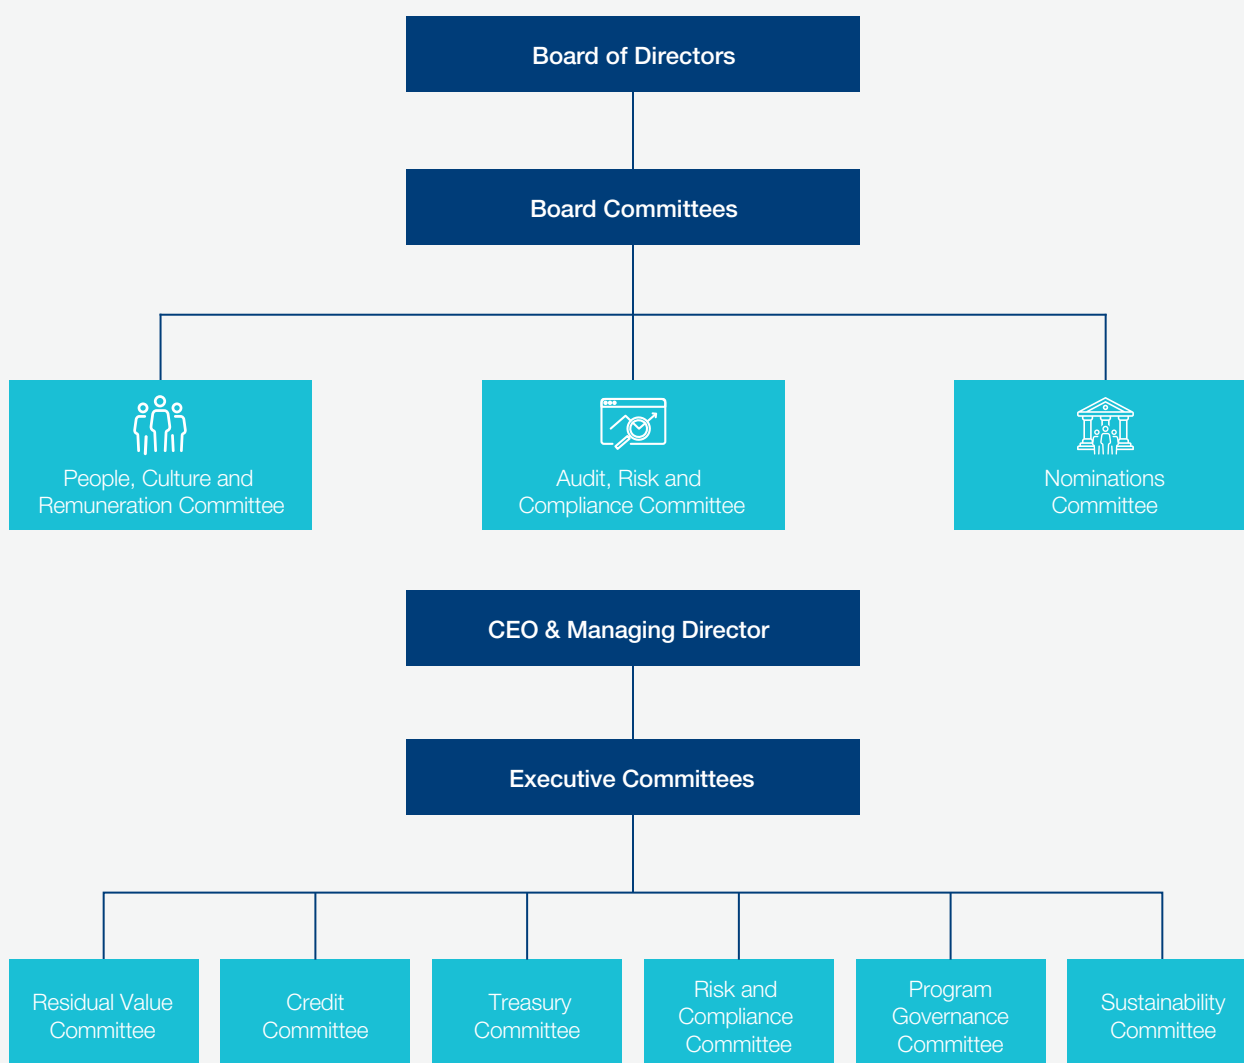 Board of Directors
Board Committees
People, Culture and
Remuneration Committee
Audit, Risk and
Compliance Committee
Nominations
Committee
CEO & Managing Director
Executive Committees
Residual Value
Committee
Credit
Committee
Treasury
Committee
Risk and
Compliance
Committee
Program
Governance
Committee
Sustainability
Committee